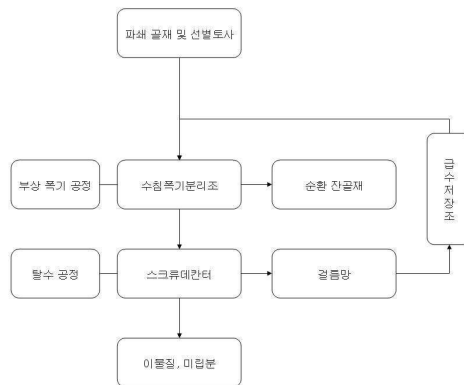 파쇄 골재 및 선별토사
급수저장조
부상 폭기 공정
수침폭기분리조
순환 잔골재
탈수 공정
스크류데칸터
걸름망
이물질, 미립분